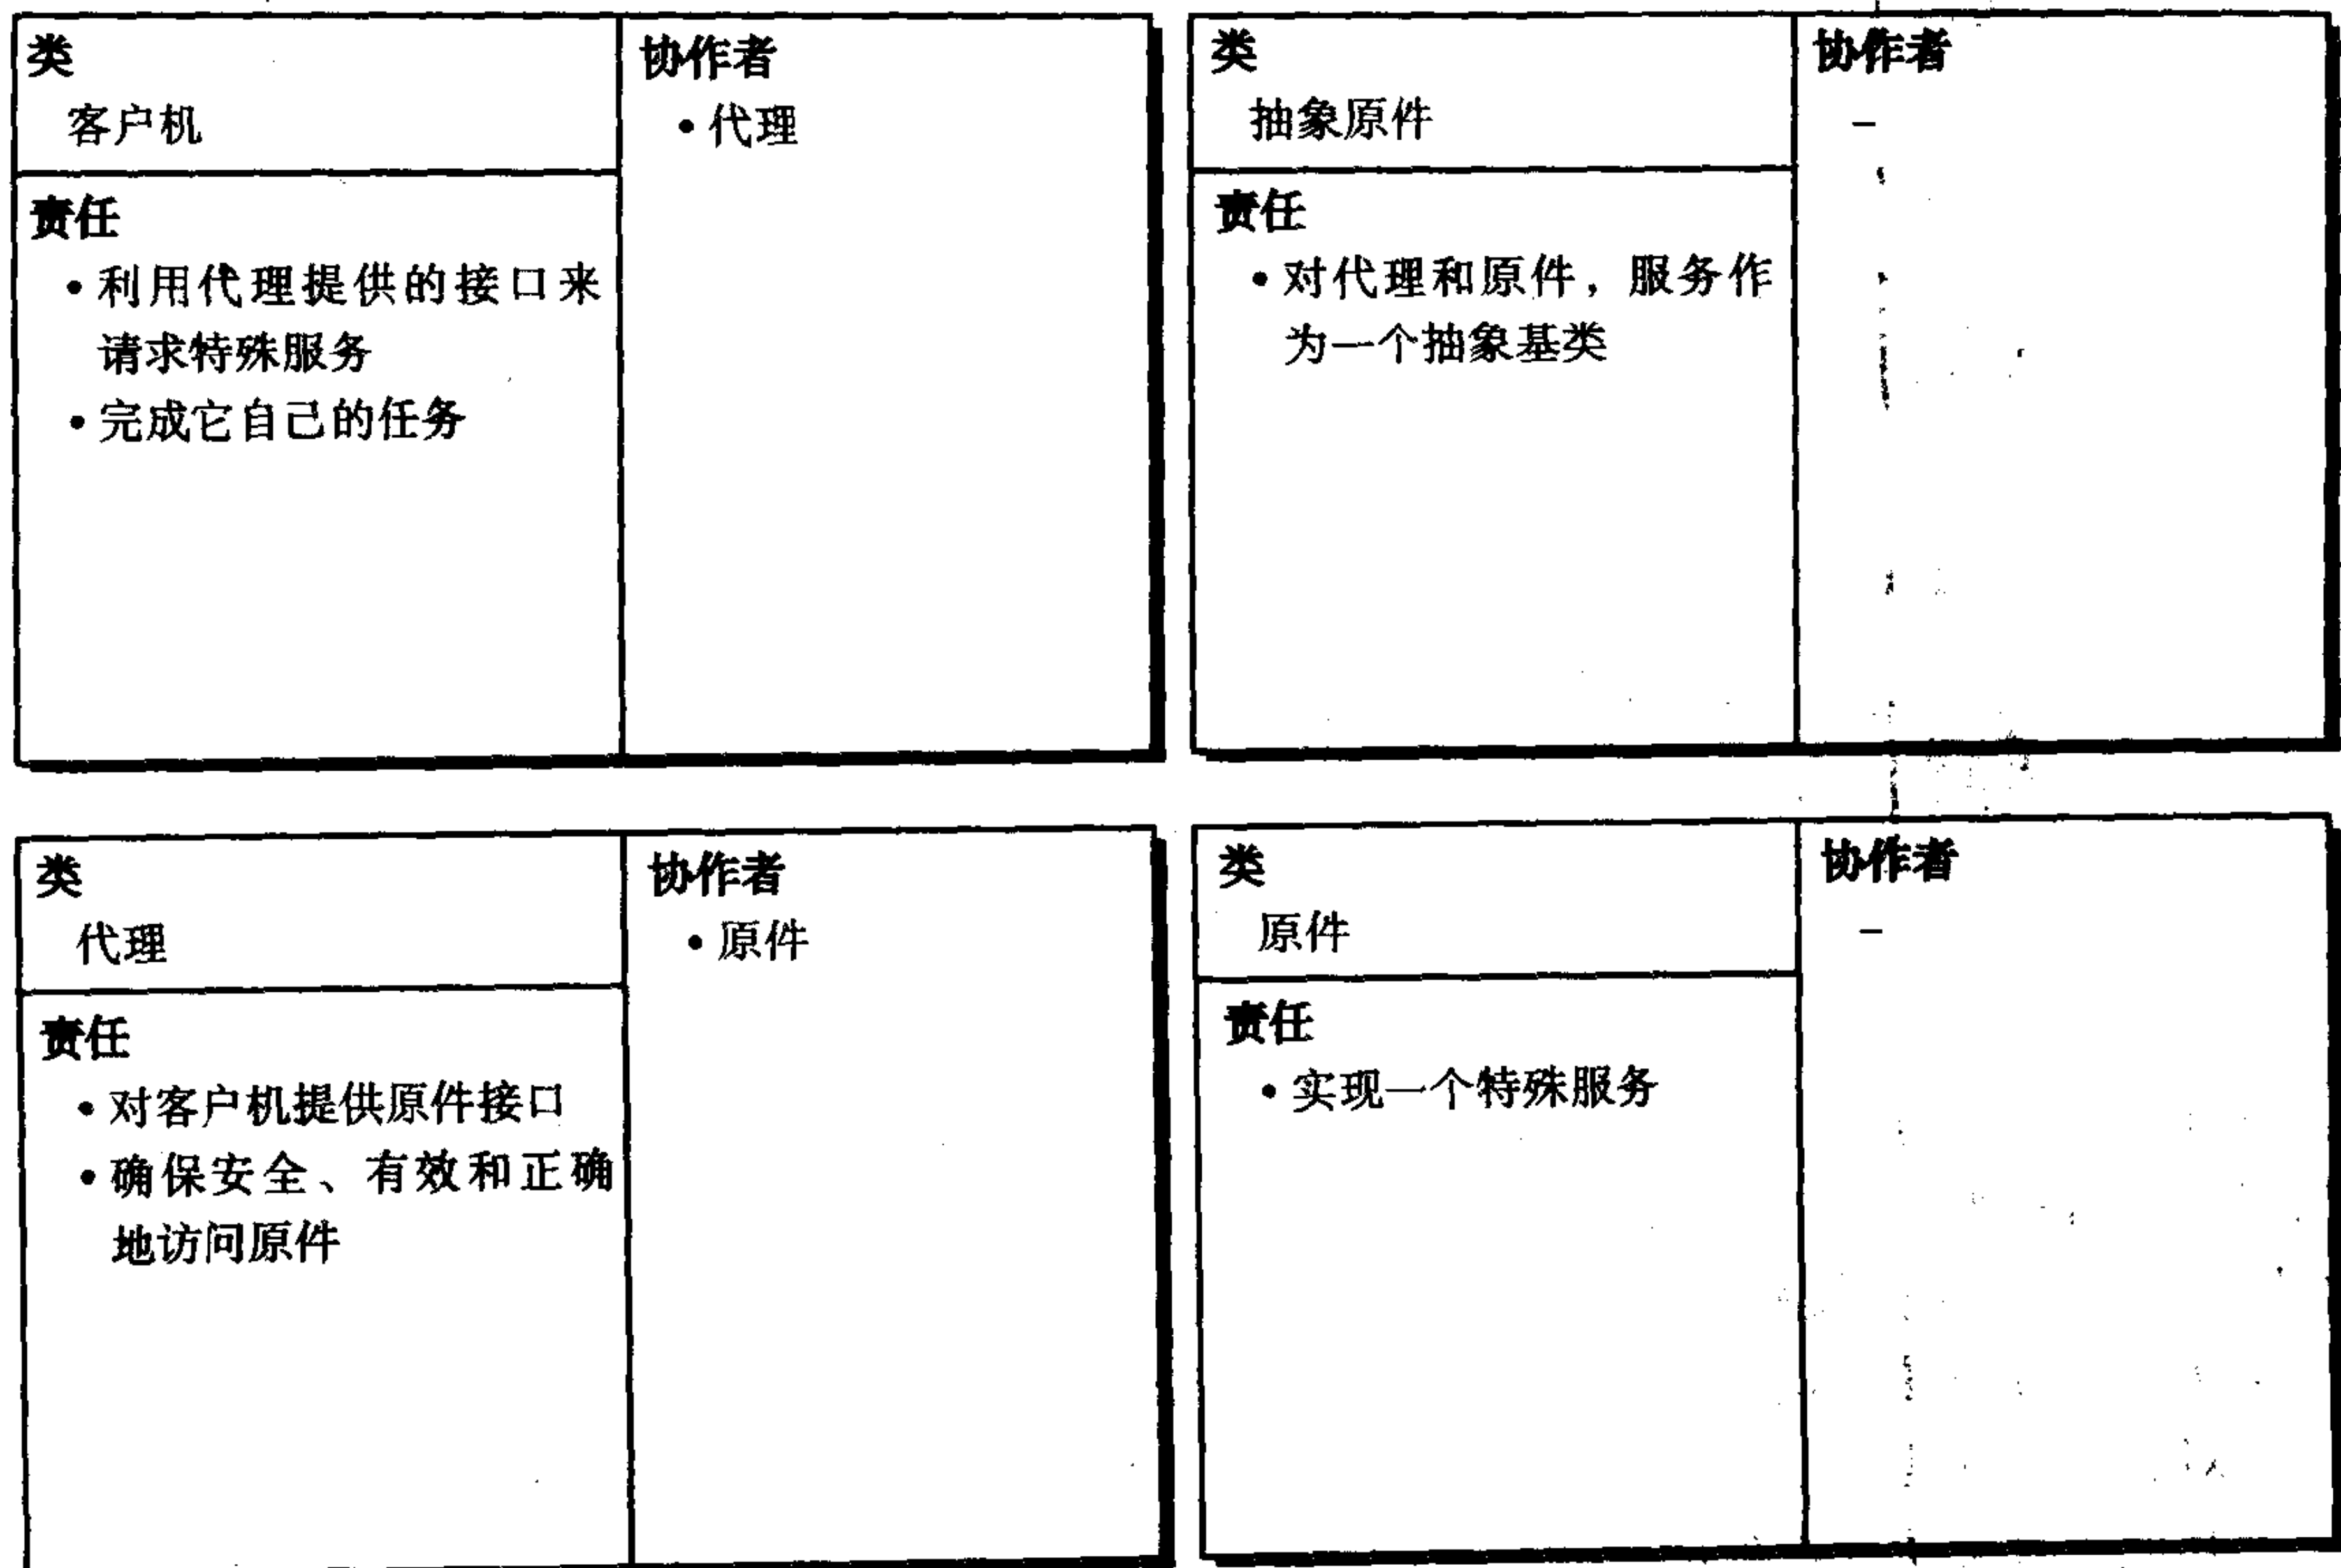 类
客户机
协作者
• 代理
责任
• 利用代理提供的接口来
请求特殊服务
• 完成它自己的任务
类
抽象原件
协作者
–
责任
• 对代理和原件，服务作
为一个抽象基类
类
代理
协作者
• 原件
责任
• 对客户机提供原件接口
• 确保安全、有效和正确
地访问原件
类
原件
协作者
–
责任
• 实现一个特殊服务